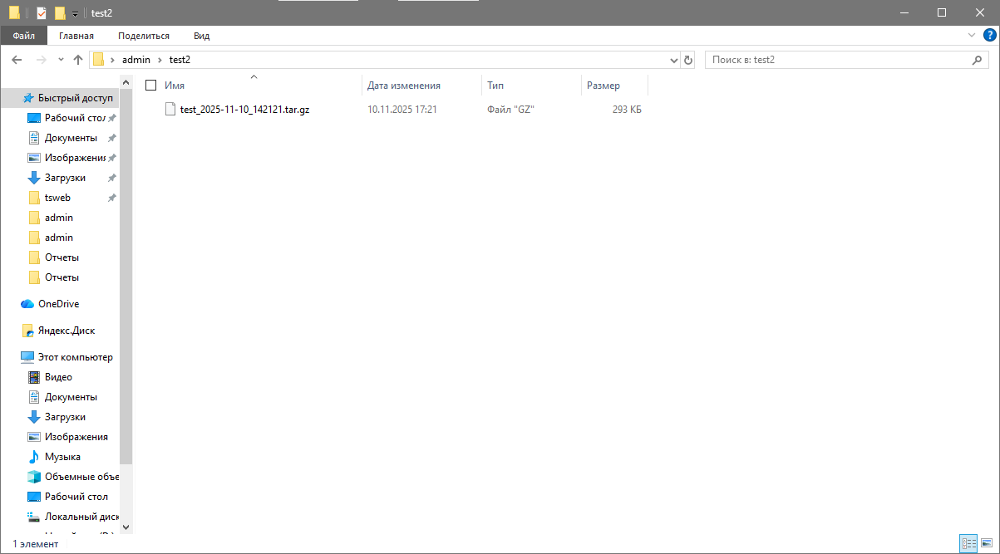 test2
Файл Главная Поделиться Вид ?
admin test2 Поиск в: test2
Имя Дата изменения Тип Размер
test_2025-11-10_142121.tar.gz 10.11.2025 17:21 Файл "GZ" 293 КБ
Быстрый доступ
Рабочий стол
Документы
Изображения
Загрузки
tsweb
admin
admin
Отчеты
Отчеты
OneDrive
Яндекс.Диск
Этот компьютер
Видео
Документы
Загрузки
Изображения
Музыка
Объемные объе
Рабочий стол
Локальный диск
1 элемент